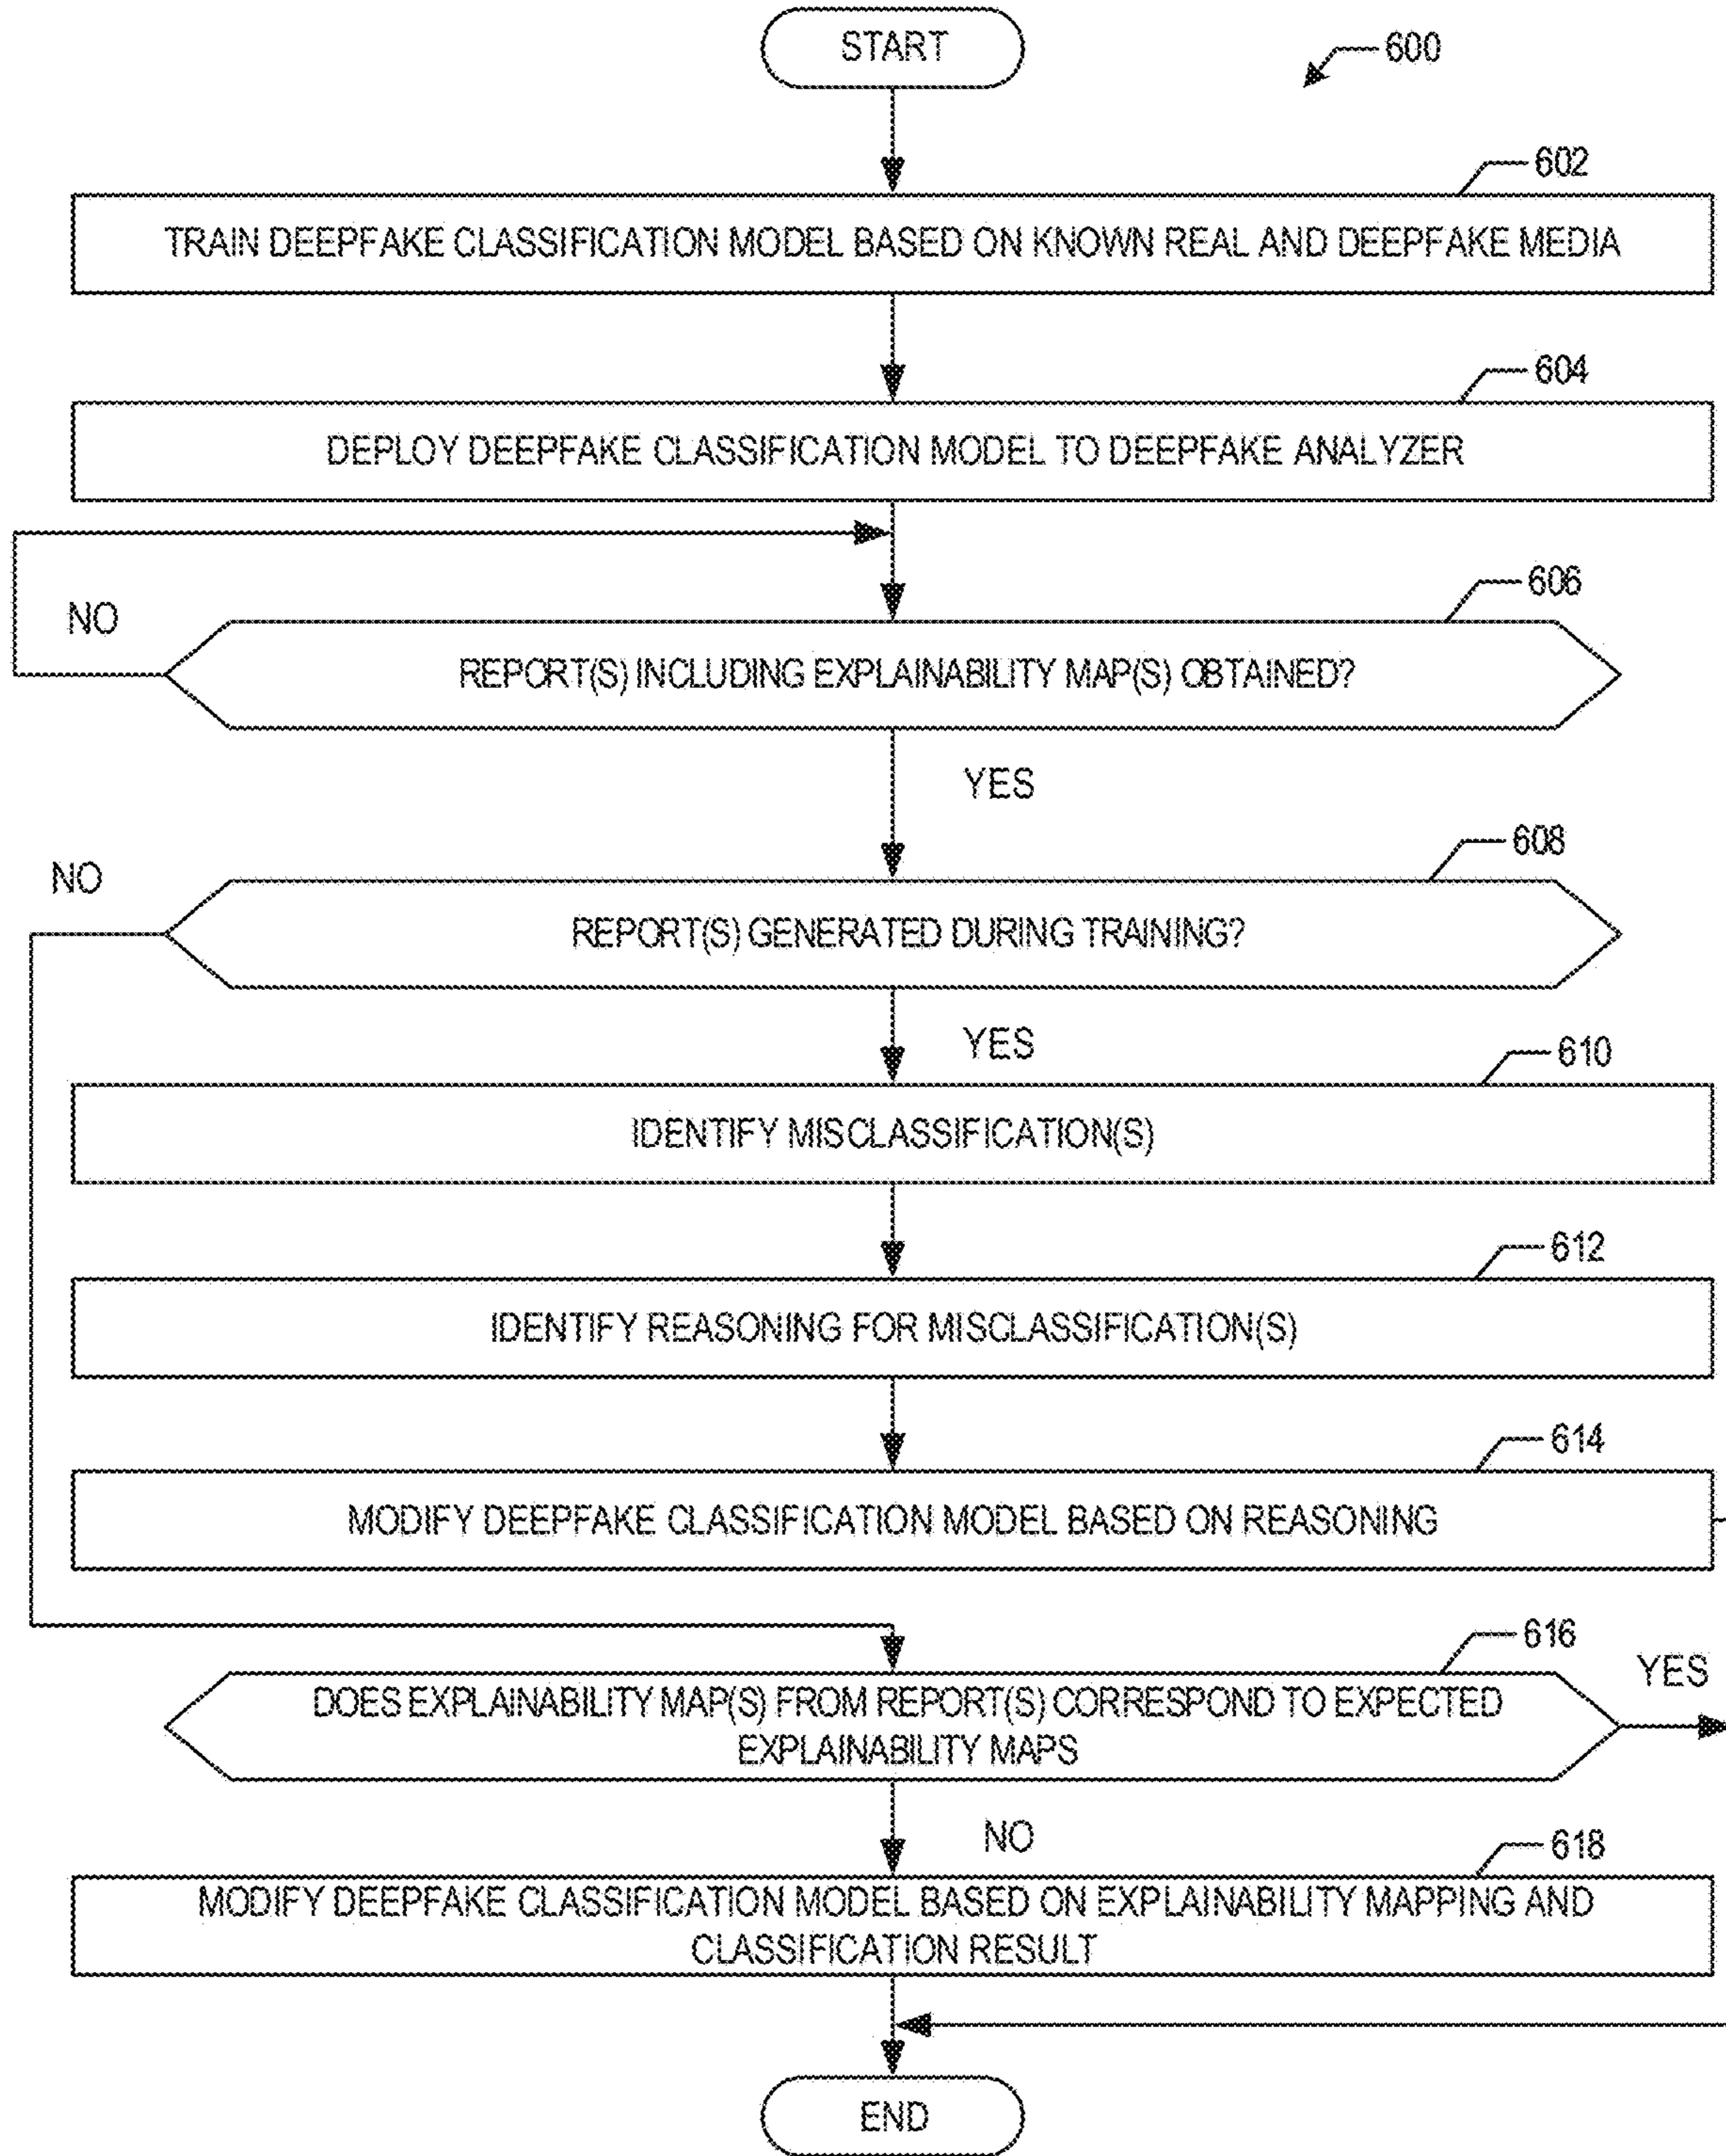 START
600
602
TRAIN DEEPFAKE CLASSIFICATION MODEL BASED ON KNOWN REAL AND DEEPFAKE MEDIA
604
DEPLOY DEEPFAKE CLASSIFICATION MODEL TO DEEPFAKE ANALYZER
606
NO
REPORT(S) INCLUDING EXPLAINABILITY MAP(S) OBTAINED?
YES
608
NO
REPORT(S) GENERATED DURING TRAINING?
YES
610
IDENTIFY MISCLASSIFICATION(S)
612
IDENTIFY REASONING FOR MISCLASSIFICATION(S)
614
MODIFY DEEPFAKE CLASSIFICATION MODEL BASED ON REASONING
616
YES
DOES EXPLAINABILITY MAP(S) FROM REPORT(S) CORRESPOND TO EXPECTED
EXPLAINABILITY MAPS
NO
618
MODIFY DEEPFAKE CLASSIFICATION MODEL BASED ON EXPLAINABILITY MAPPING AND
CLASSIFICATION RESULT
END